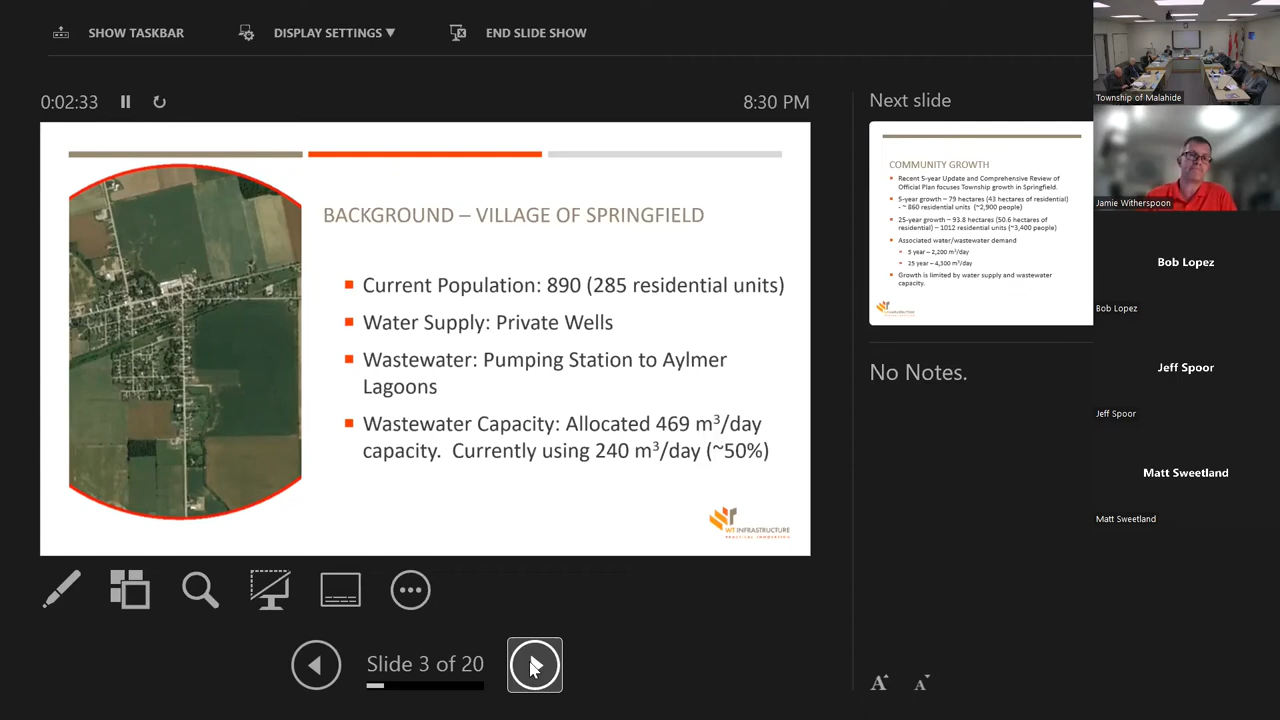 SHOW TASKBAR
DISPLAY SETTINGS ▼
END SLIDE SHOW
0:02:33
8:30 PM
BACKGROUND – VILLAGE OF SPRINGFIELD
Current Population: 890 (285 residential units)
Water Supply: Private Wells
Wastewater: Pumping Station to Aylmer
Lagoons
Wastewater Capacity: Allocated 469 m³/day
capacity. Currently using 240 m³/day (~50%)
WT INFRASTRUCTURE
PRACTICAL INNOVATION
Slide 3 of 20
Next slide
COMMUNITY GROWTH
Recent 5-year Update and Comprehensive Review of
Official Plan focuses Township growth in Springfield.
5-year growth – 79 hectares (43 hectares of residential)
- ~ 860 residential units (~2,900 people)
25-year growth – 93.8 hectares (50.6 hectares of
residential) – 1012 residential units (~3,400 people)
Associated water/wastewater demand
5 year – 2,200 m³/day
25 year – 4,300 m³/day
Growth is limited by water supply and wastewater
capacity.
No Notes.
A A
Township of Malahide
Jamie Witherspoon
Bob Lopez
Bob Lopez
Jeff Spoor
Jeff Spoor
Matt Sweetland
Matt Sweetland